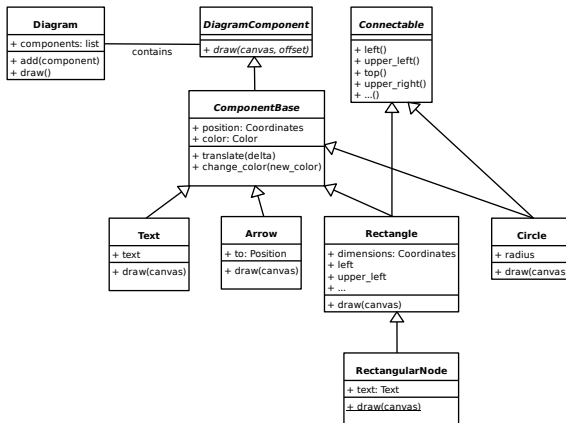 Diagram
+ components: list
+ add(component)
+ draw()
contains
DiagramComponent
+ draw(canvas, offset)
Connectable
+ left()
+ upper_left()
+ top()
+ upper_right()
+ ...()
ComponentBase
+ position: Coordinates
+ color: Color
+ translate(delta)
+ change_color(new_color)
Text
+ text
+ draw(canvas)
Arrow
+ to: Position
+ draw(canvas)
Rectangle
+ dimensions: Coordinates
+ left
+ upper_left
+ ...
+ draw(canvas)
Circle
+ radius
+ draw(canvas
RectangularNode
+ text: Text
+ draw(canvas)